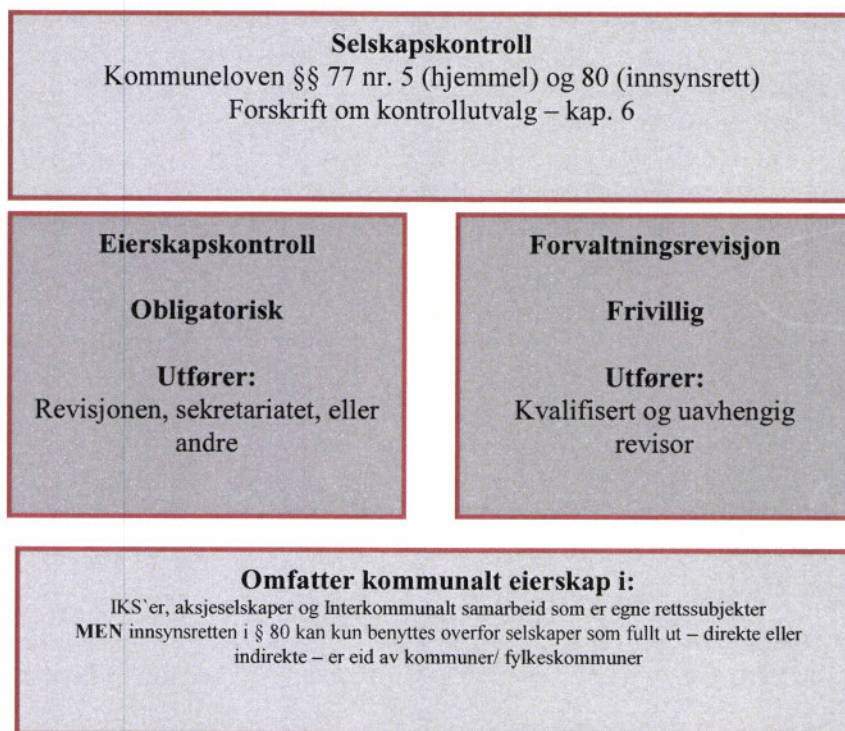 Selskapskontroll
Kommuneloven §§ 77 nr. 5 (hjemmel) og 80 (innsynsrett)
Forskrift om kontrollutvalg – kap. 6
Eierskapskontroll
Obligatorisk
Utfører:
Revisjonen, sekretariatet, eller
andre
Forvaltningsrevisjon
Frivillig
Utfører:
Kvalifisert og uavhengig
revisor
Omfatter kommunalt eierskap i:
IKS`er, aksjeselskaper og Interkommunalt samarbeid som er egne rettssubjekter
MEN innsynsretten i § 80 kan kun benyttes overfor selskaper som fullt ut – direkte eller
indirekte – er eid av kommuner/ fylkeskommuner